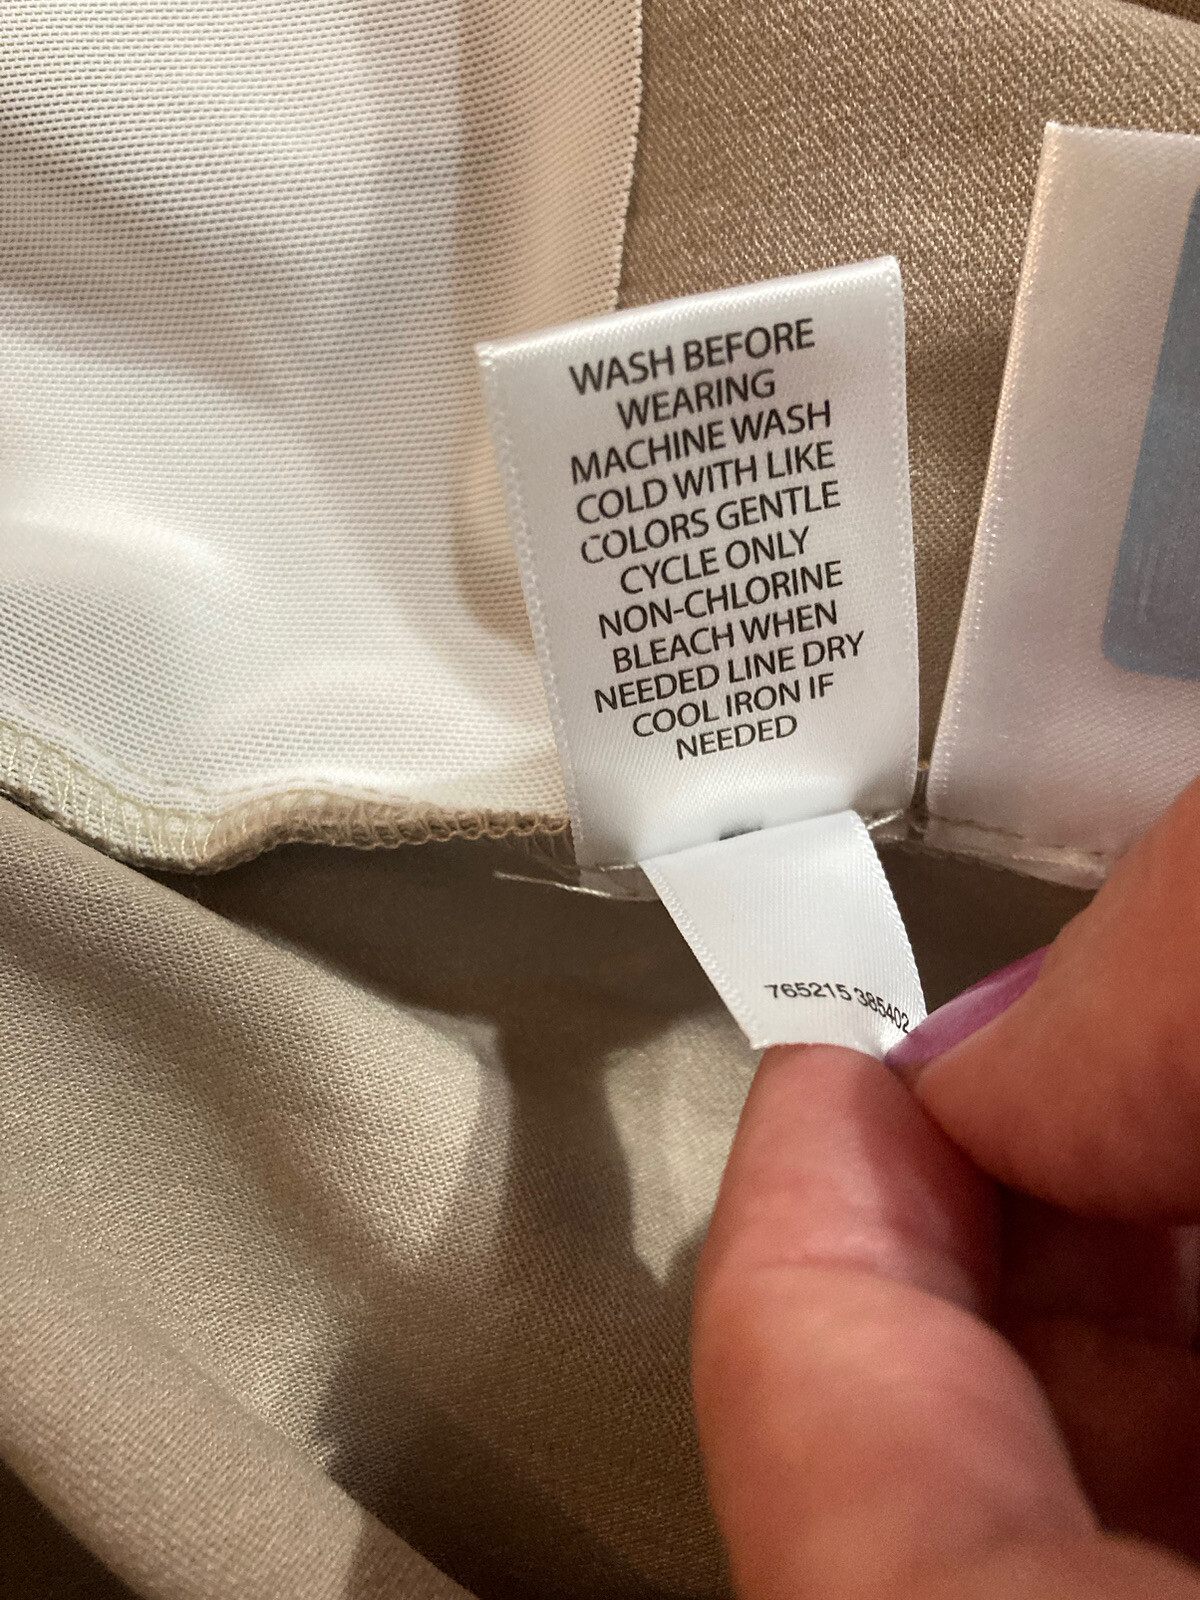 WASH BEFORE
WEARING
MACHINE WASH
COLD WITH LIKE
COLORS GENTLE
CYCLE ONLY
NON-CHLORINE
BLEACH WHEN
NEEDED LINE DRY
COOL IRON IF
NEEDED
765215 385402